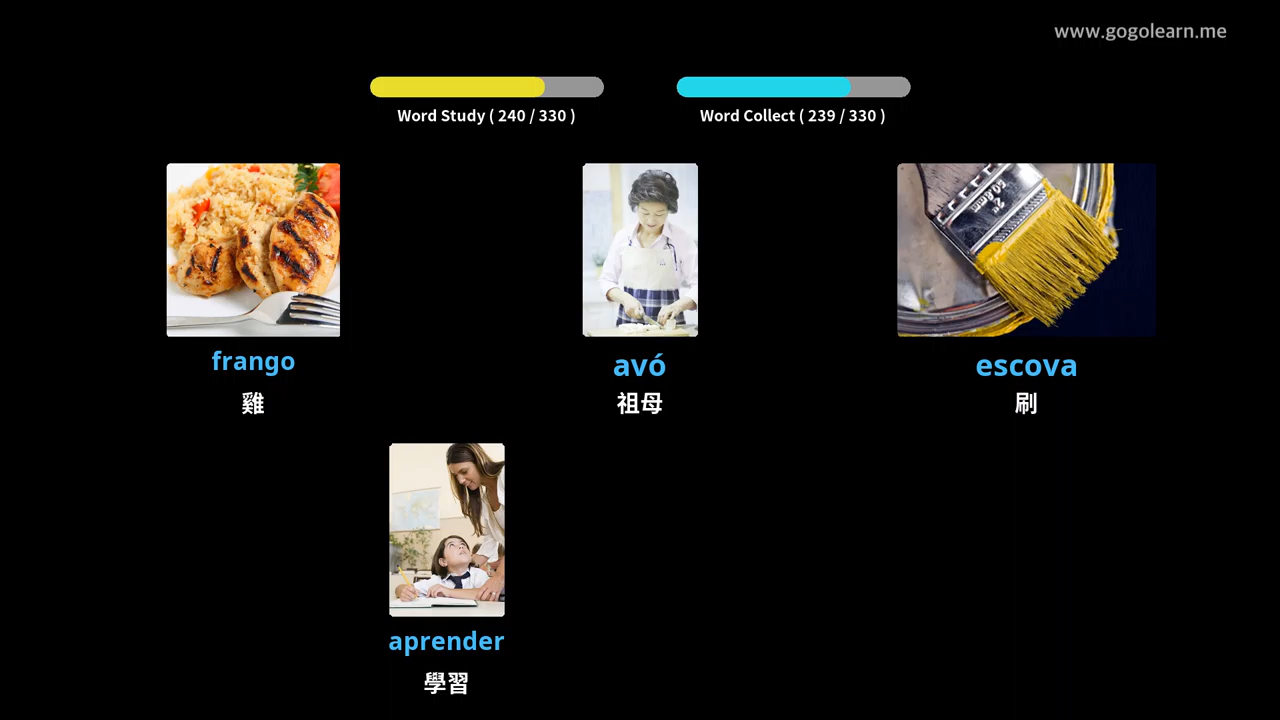 www.gogolearn.me
Word Study ( 240 / 330 )
Word Collect ( 239 / 330 )
frango
雞
avó
祖母
escova
刷
aprender
學習